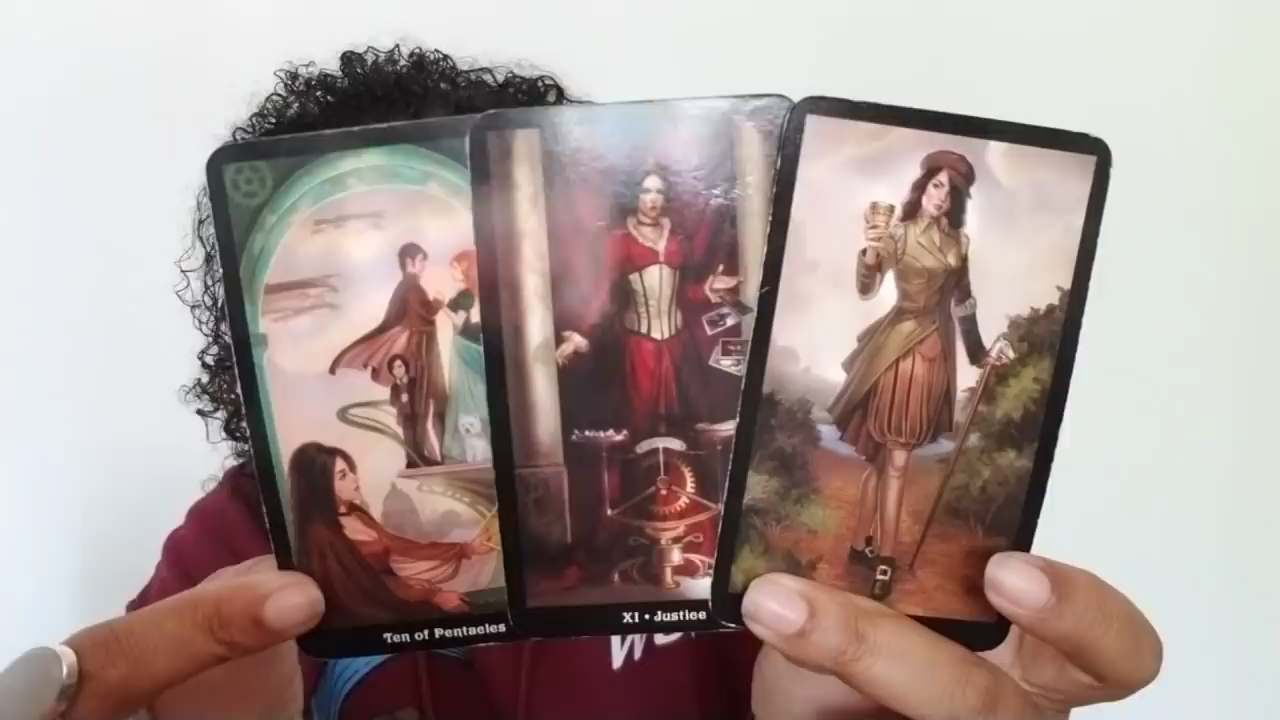 Ten of Pentacles
XI • Justice